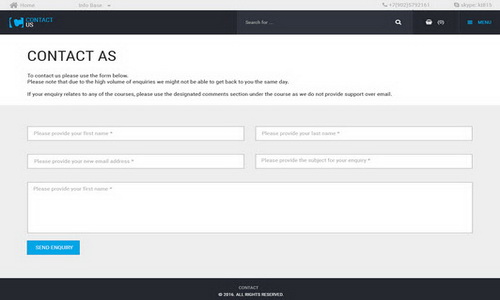 Home Info Base +7(902)5792161 skype: kid815
CONTACT
US
Search for ... (0) MENU
CONTACT AS
To contact us please use the form below.
Please note that due to the high volume of enquiries we might not be able to get back to you the same day.
If your enquiry relates to any of the courses, please use the designated comments section under the course as we do not provide support over email.
Please provide your first name * Please provide your last name *
Please provide your new email address * Please provide the subject for your enquiry *
Please provide your first name *
SEND ENQUIRY
CONTACT
© 2016. ALL RIGHTS RESERVED.